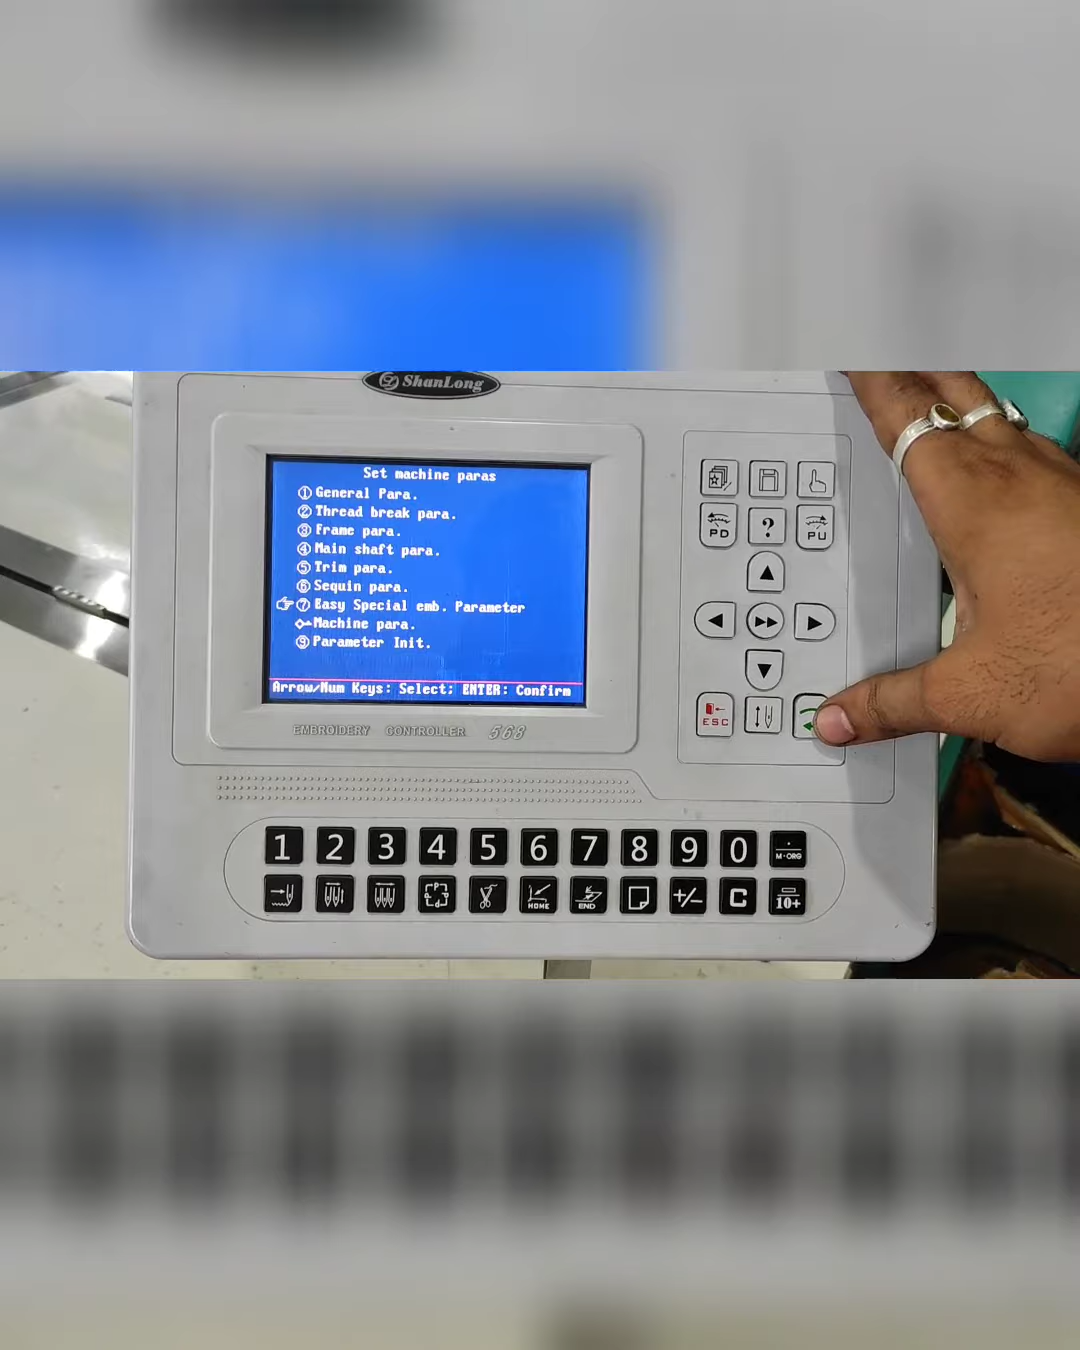 ShanLong
Set machine paras
①General Para.
②Thread break para.
③Frame para.
④Main shaft para.
⑤Trim para.
⑥Sequin para.
⑦Easy Special emb. Parameter
Machine para.
⑨Parameter Init.
Arrow/Num Keys: Select; ENTER: Confirm
EMBROIDERY CONTROLLER 568
PD ? PU
ESC
1 2 3 4 5 6 7 8 9 0 M·ORG
P d P d HOME END +/- C 10+